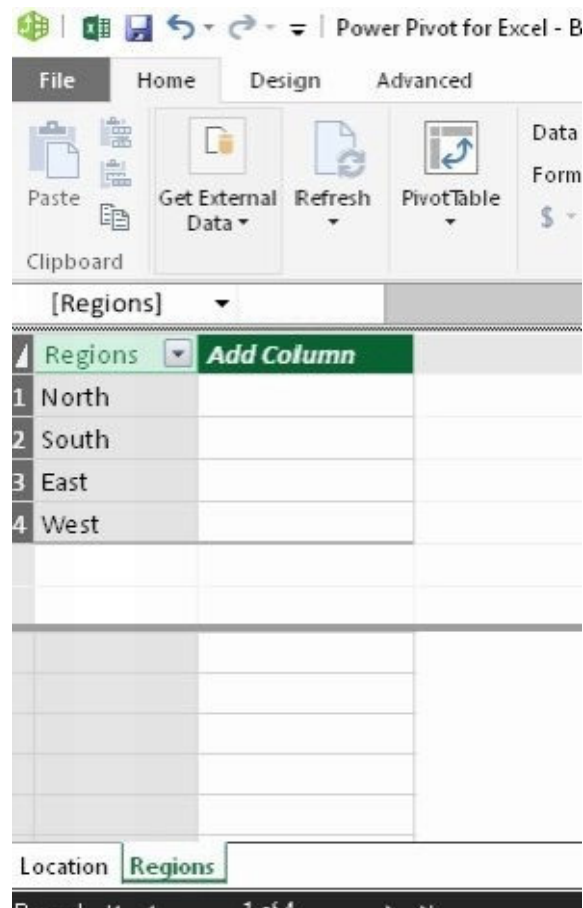 Power Pivot for Excel - B
File Home Design Advanced
Data
Form
Paste Get External Data Refresh PivotTable
$
Clipboard
[Regions]
Regions Add Column
1 North
2 South
3 East
4 West
Location Regions